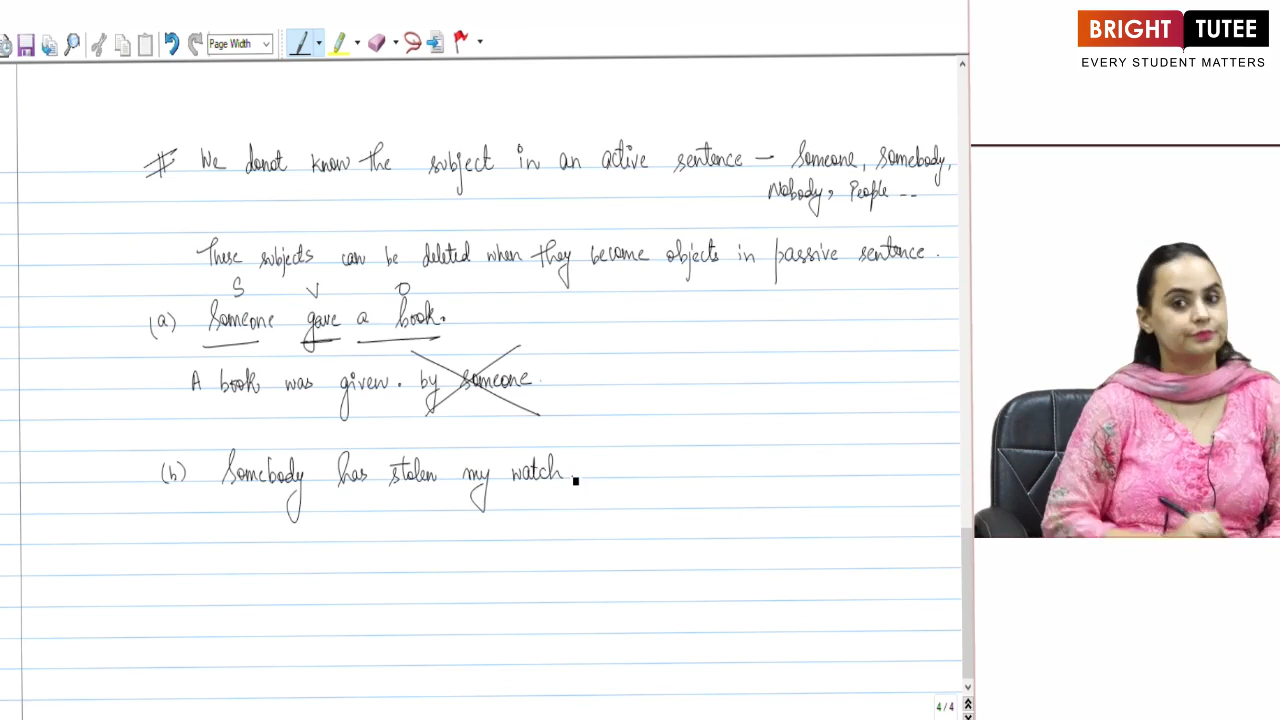 BRIGHT TUTEE
EVERY STUDENT MATTERS
Page Width
# We donot know the subject in an active sentence - Someone, Somebody,
Nobody, People --
These subjects can be deleted when they become objects in passive sentence.
S V O
(a) Someone gave a book.
A book was given. by someone.
(b) Somebody has stolen my watch.
4/4